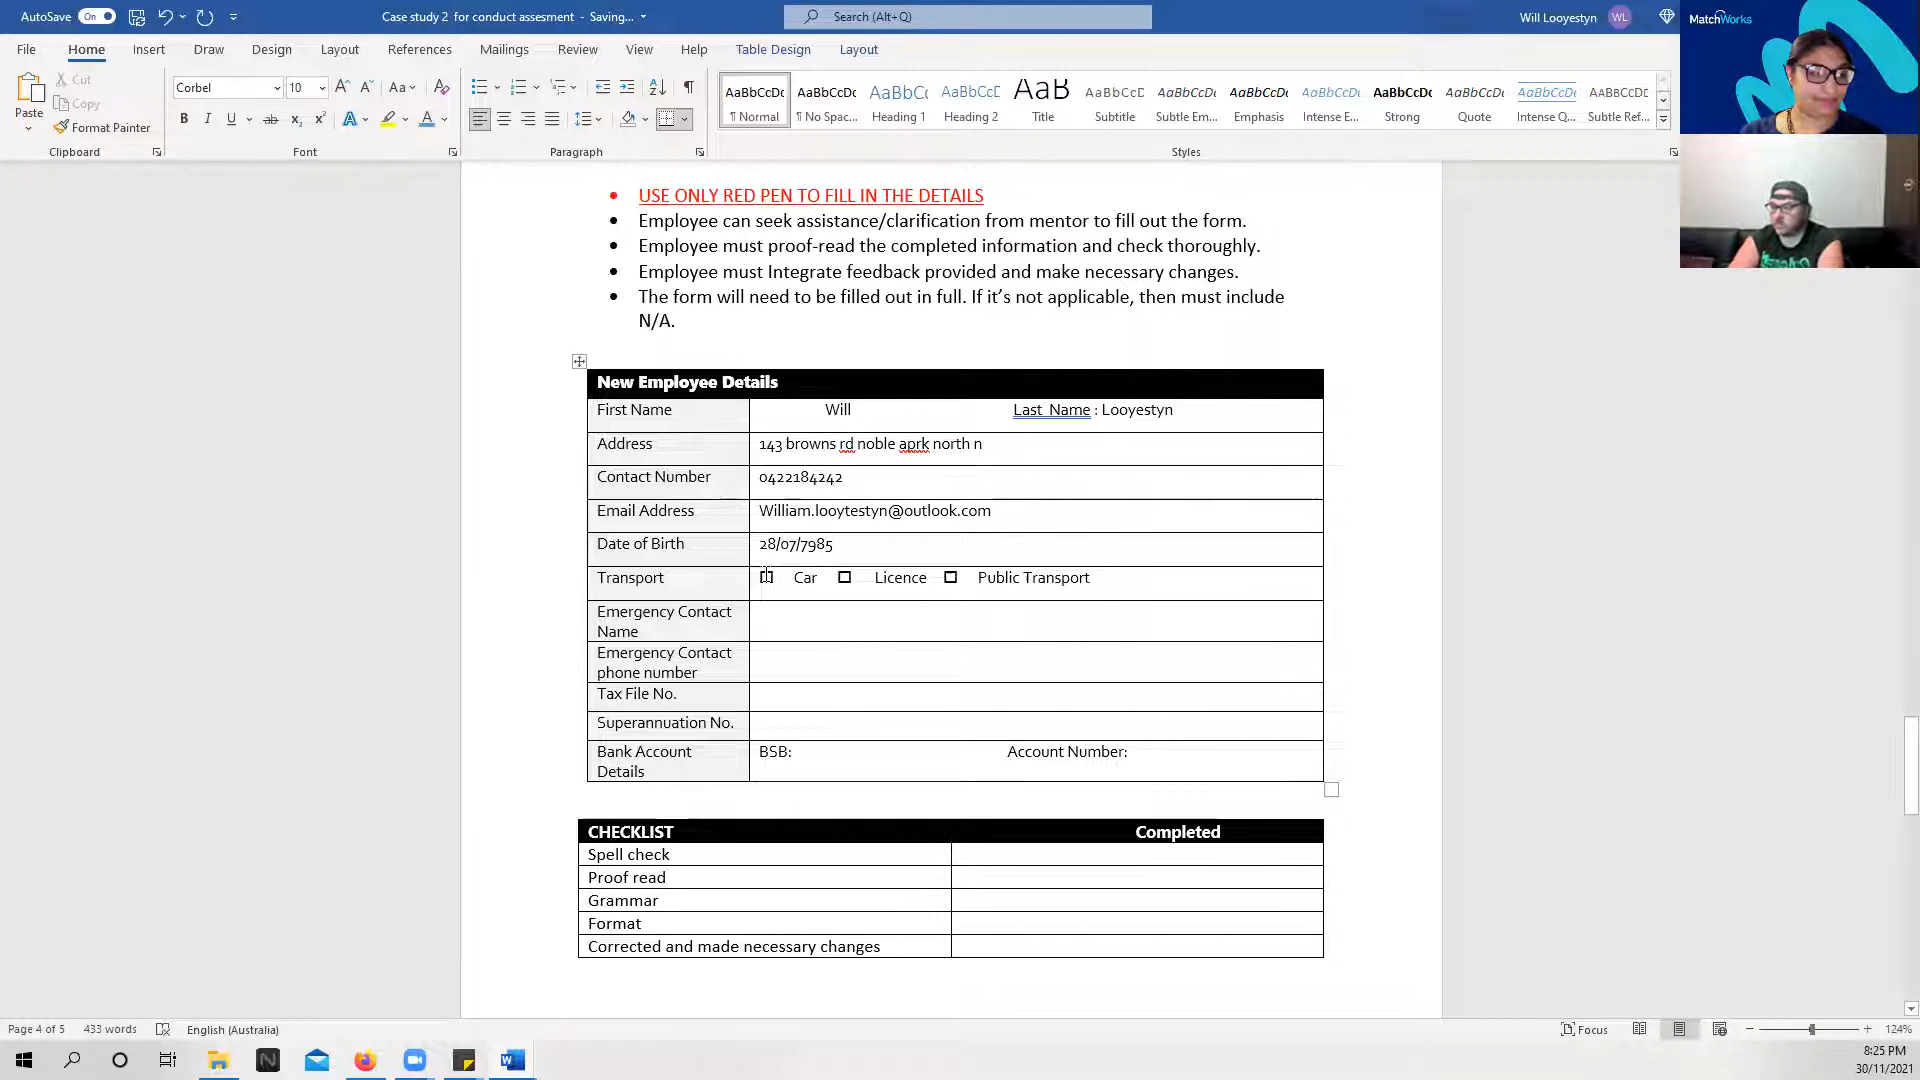 AutoSave On Case study 2 for conduct assesment - Saving... Search (Alt+Q) Will Looyestyn WL MatchWorks
File Home Insert Draw Design Layout References Mailings Review View Help Table Design Layout
Paste Cut Copy Format Painter
Corbel 10
AaBbCcDc AaBbCcDc AaBbC AaBbCcD AaB AaBbCcD AaBbCcDc AaBbCcDc AaBbCcDc AaBbCcDc AaBbCcDc AaBbCcDc AABBCCDE
¶ Normal ¶ No Spac... Heading 1 Heading 2 Title Subtitle Subtle Em... Emphasis Intense E... Strong Quote Intense Q... Subtle Ref...
Clipboard Font Paragraph Styles
• USE ONLY RED PEN TO FILL IN THE DETAILS
• Employee can seek assistance/clarification from mentor to fill out the form.
• Employee must proof-read the completed information and check thoroughly.
• Employee must Integrate feedback provided and make necessary changes.
• The form will need to be filled out in full. If it’s not applicable, then must include
N/A.
New Employee Details
First Name Will Last Name : Looyestyn
Address 143 browns rd noble aprk north n
Contact Number 0422184242
Email Address William.looytestyn@outlook.com
Date of Birth 28/07/7985
Transport Car Licence Public Transport
Emergency Contact
Name
Emergency Contact
phone number
Tax File No.
Superannuation No.
Bank Account BSB: Account Number:
Details
CHECKLIST Completed
Spell check
Proof read
Grammar
Format
Corrected and made necessary changes
Page 4 of 5 433 words English (Australia) Focus 124%
8:25 PM
30/11/2021